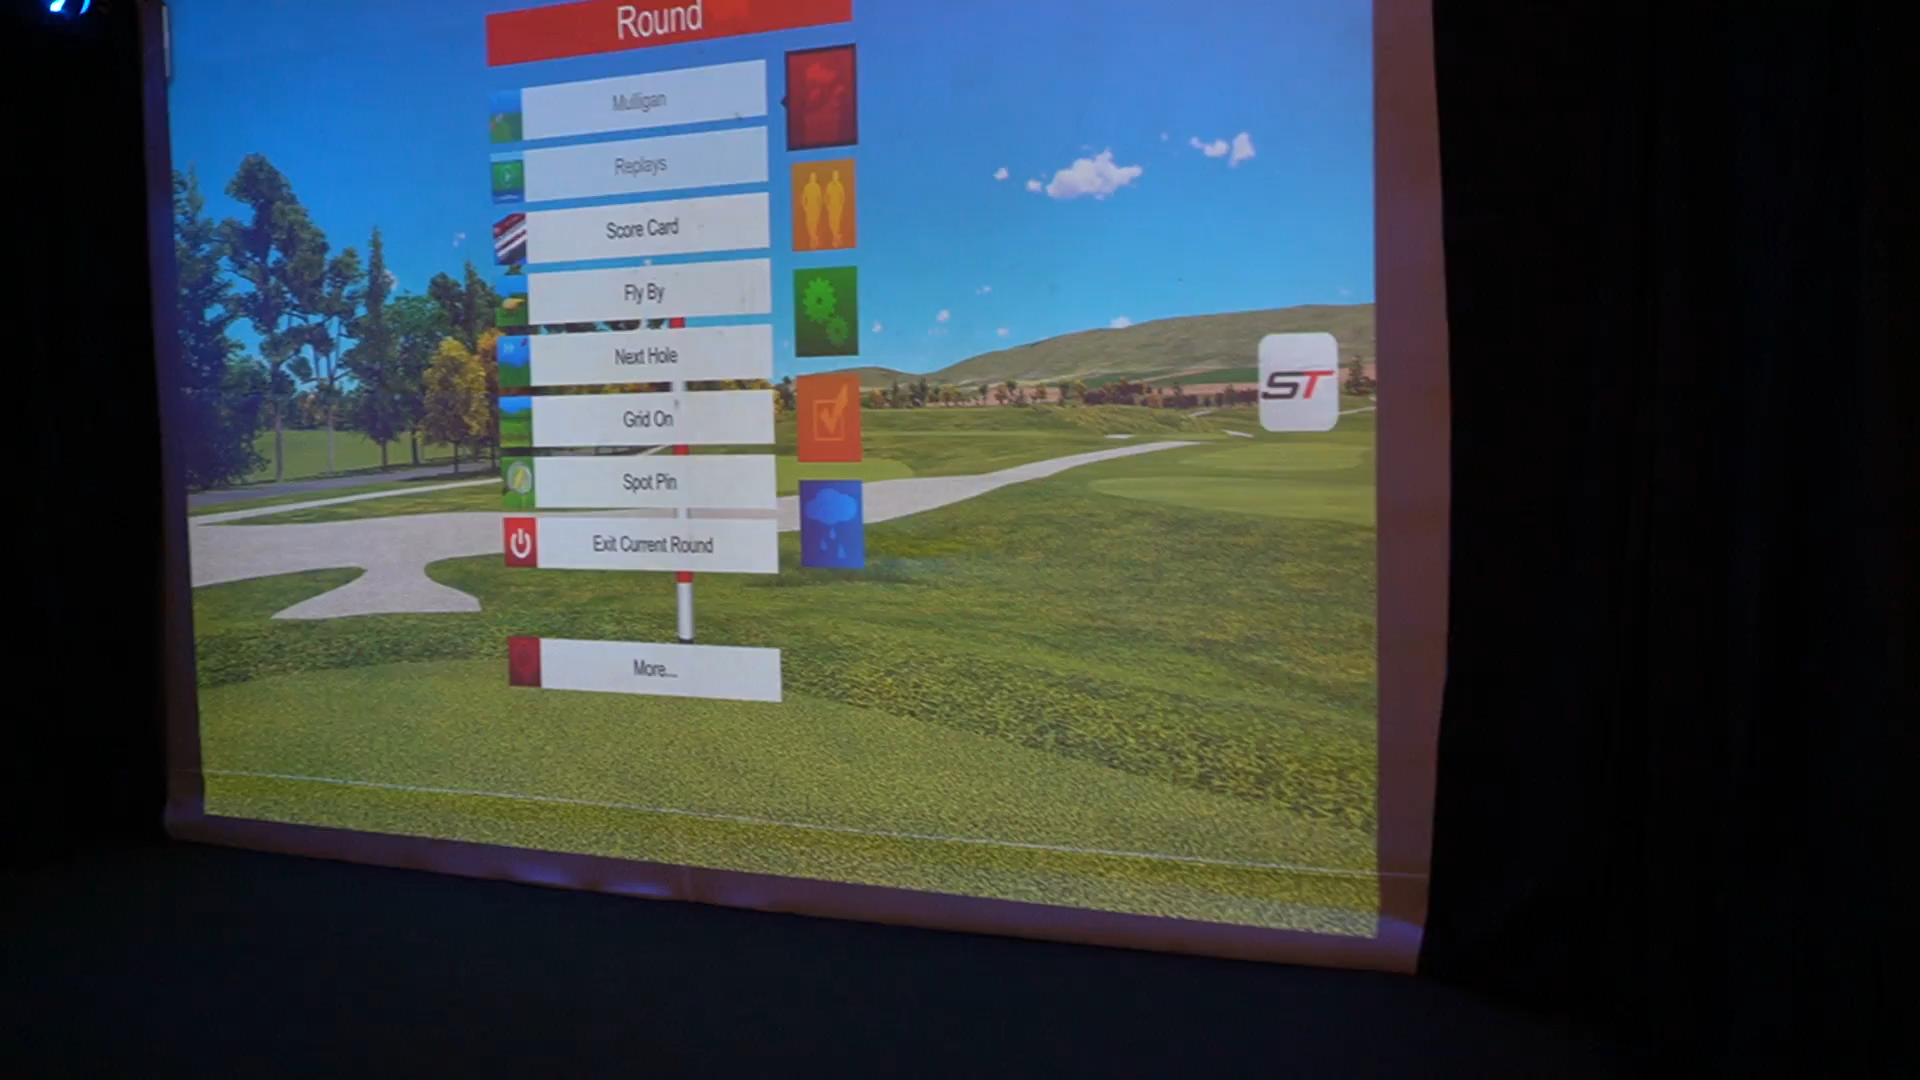 Round
Mulligan
Replays
Score Card
Fly By
Next Hole
Grid On
Spot Pin
Exit Current Round
More...
ST